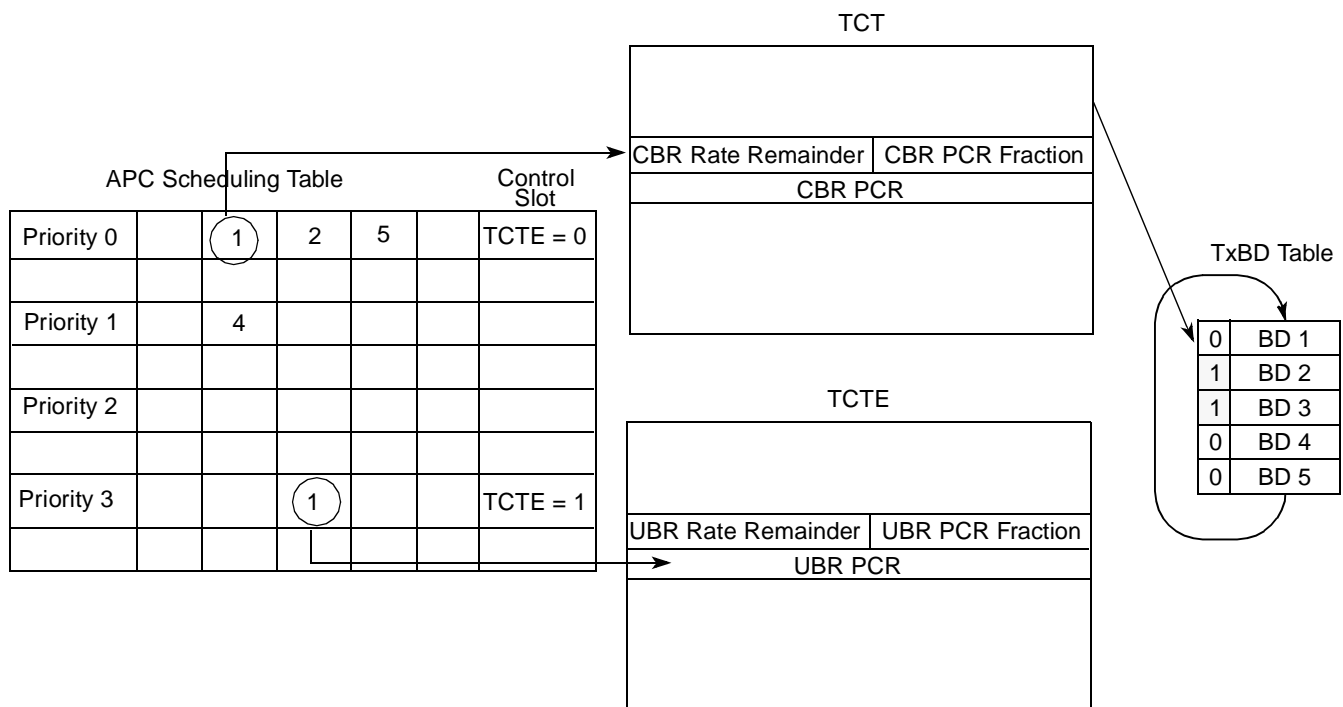 TCT
CBR Rate Remainder CBR PCR Fraction
CBR PCR
APC Scheduling Table
Control
Slot
Priority 0 1 2 5 TCTE = 0
Priority 1 4
Priority 2
Priority 3 1 TCTE = 1
TCTE
UBR Rate Remainder UBR PCR Fraction
UBR PCR
TxBD Table
0 BD 1
1 BD 2
1 BD 3
0 BD 4
0 BD 5